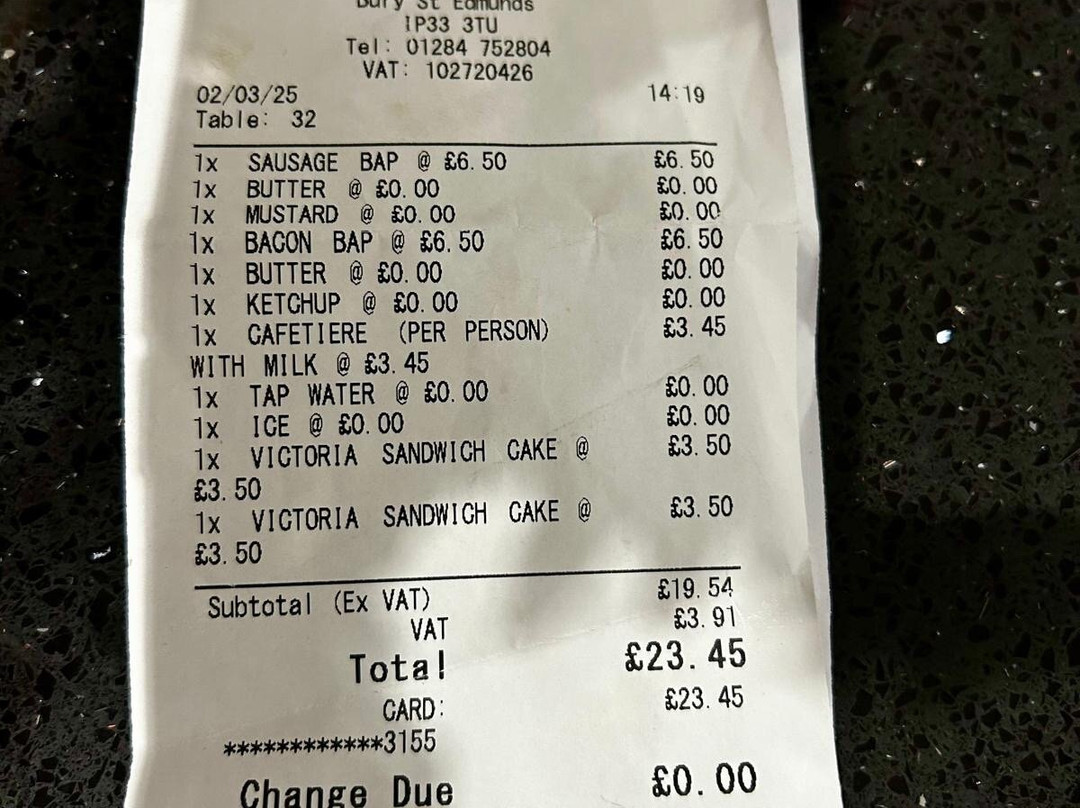 Bury St Edmunds
IP33 3TU
Tel: 01284 752804
VAT: 102720426
02/03/25 14:19
Table: 32
1x SAUSAGE BAP @ £6.50 £6.50
1x BUTTER @ £0.00 £0.00
1x MUSTARD @ £0.00 £0.00
1x BACON BAP @ £6.50 £6.50
1x BUTTER @ £0.00 £0.00
1x KETCHUP @ £0.00 £0.00
1x CAFETIERE (PER PERSON) £3.45
WITH MILK @ £3.45
1x TAP WATER @ £0.00 £0.00
1x ICE @ £0.00 £0.00
1x VICTORIA SANDWICH CAKE @ £3.50
£3.50
1x VICTORIA SANDWICH CAKE @ £3.50
£3.50
Subtotal (Ex VAT) £19.54
VAT £3.91
Total £23.45
CARD: £23.45
************3155
Change Due £0.00